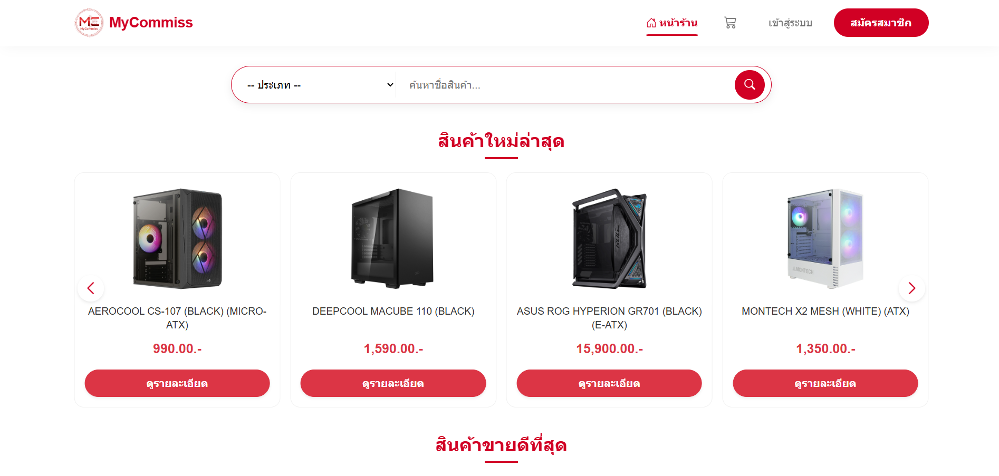 MyCommiss
MyCommiss
หน้าร้าน
เข้าสู่ระบบ
สมัครสมาชิก
-- ประเภท --
ค้นหาชื่อสินค้า...
สินค้าใหม่ล่าสุด
AEROCOOL CS-107 (BLACK) (MICRO-
ATX)
990.00.-
ดูรายละเอียด
DEEPCOOL MACUBE 110 (BLACK)
1,590.00.-
ดูรายละเอียด
ASUS ROG HYPERION GR701 (BLACK)
(E-ATX)
15,900.00.-
ดูรายละเอียด
MONTECH
MONTECH X2 MESH (WHITE) (ATX)
1,350.00.-
ดูรายละเอียด
สินค้าขายดีที่สุด